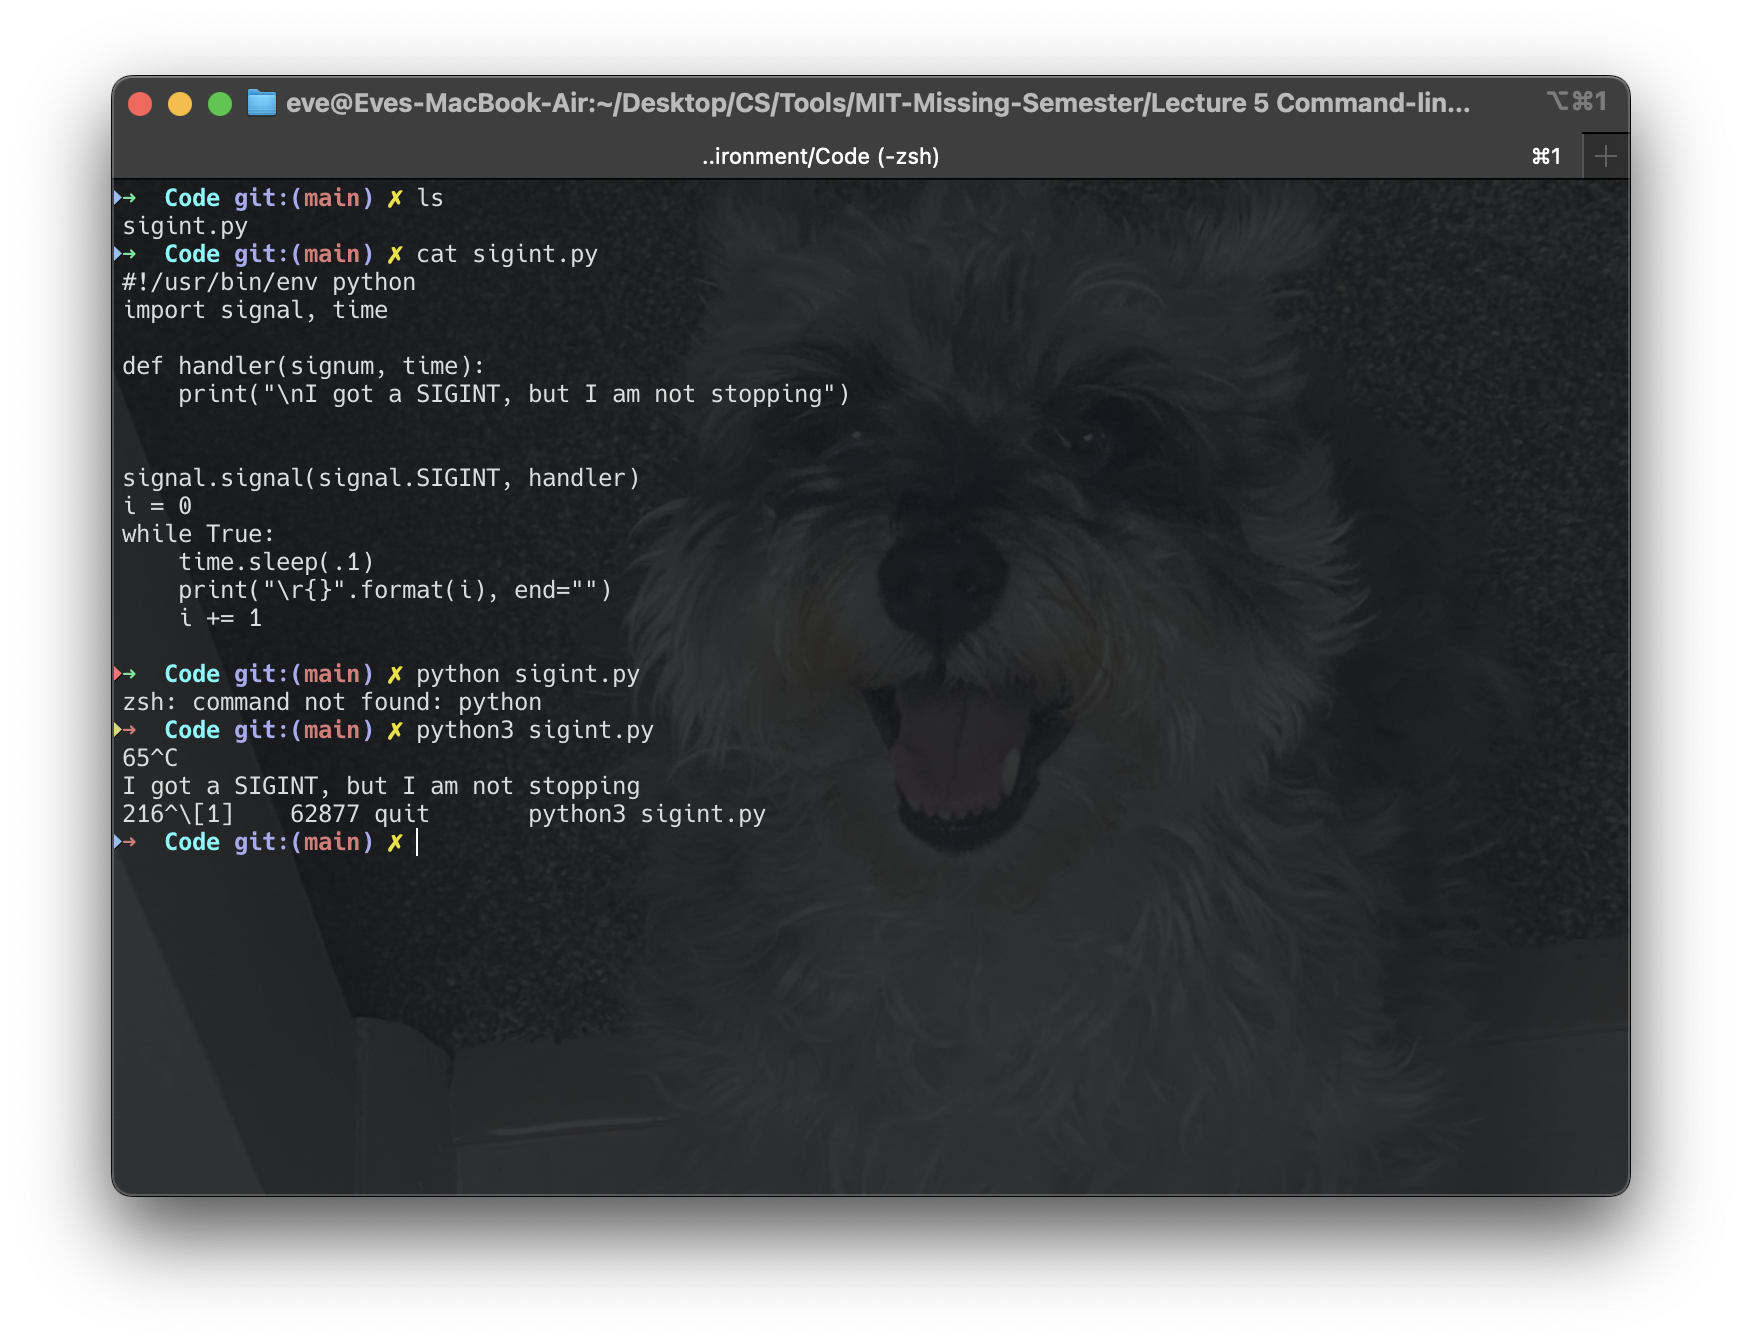 eve@Eves-MacBook-Air:~/Desktop/CS/Tools/MIT-Missing-Semester/Lecture 5 Command-lin... ⌥⌘1
..ironment/Code (-zsh) ⌘1
➜ Code git:(main) ✗ ls
sigint.py
➜ Code git:(main) ✗ cat sigint.py
#!/usr/bin/env python
import signal, time
def handler(signum, time):
    print("\nI got a SIGINT, but I am not stopping")
signal.signal(signal.SIGINT, handler)
i = 0
while True:
    time.sleep(.1)
    print("\r{}".format(i), end="")
    i += 1
➜ Code git:(main) ✗ python sigint.py
zsh: command not found: python
➜ Code git:(main) ✗ python3 sigint.py
65^C
I got a SIGINT, but I am not stopping
216^\[1]    62877 quit       python3 sigint.py
➜ Code git:(main) ✗